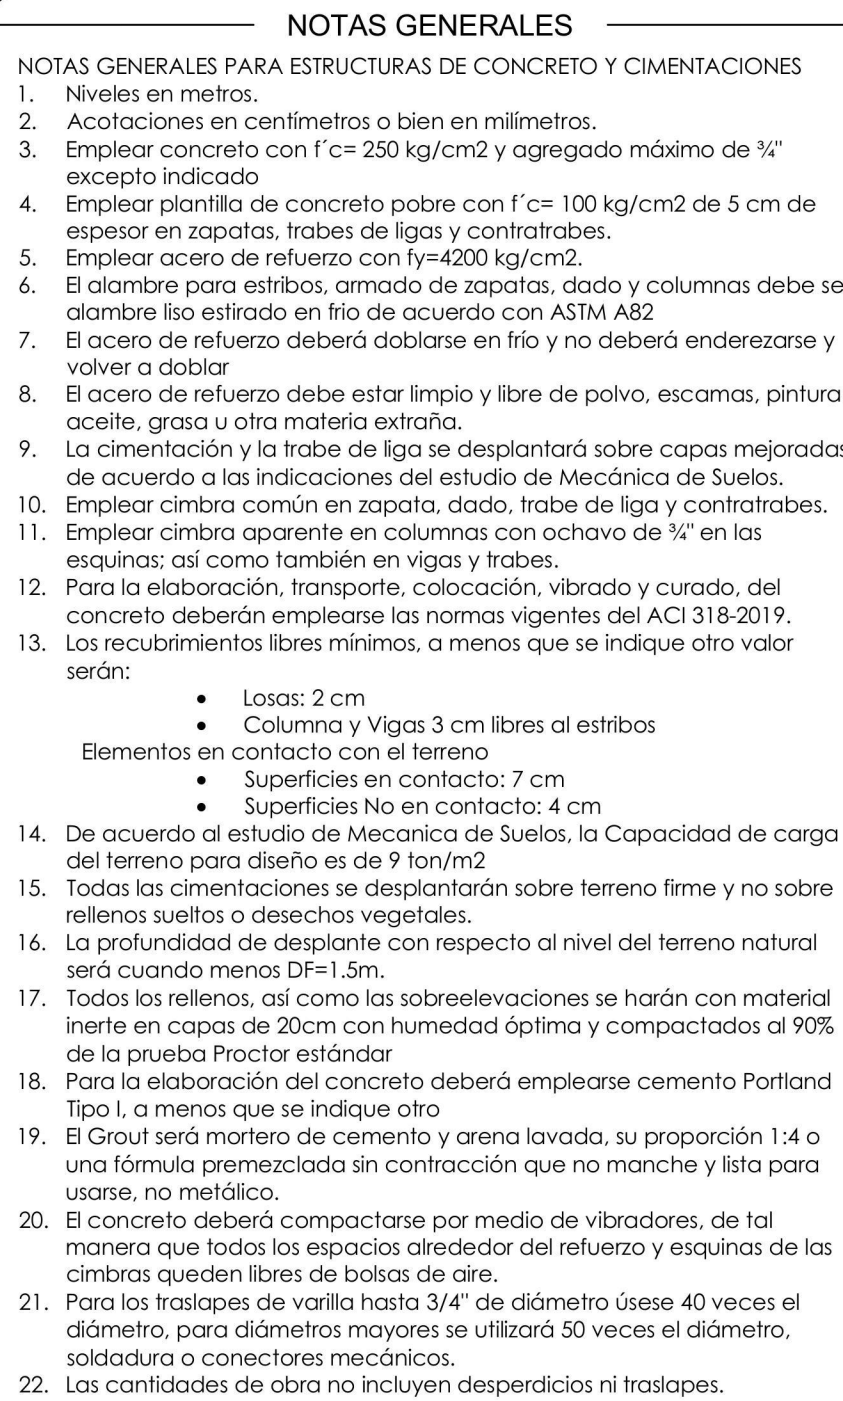 NOTAS GENERALES
NOTAS GENERALES PARA ESTRUCTURAS DE CONCRETO Y CIMENTACIONES
1. Niveles en metros.
2. Acotaciones en centímetros o bien en milímetros.
3. Emplear concreto con f´c= 250 kg/cm2 y agregado máximo de ¾"
excepto indicado
4. Emplear plantilla de concreto pobre con f´c= 100 kg/cm2 de 5 cm de
espesor en zapatas, trabes de ligas y contratrabes.
5. Emplear acero de refuerzo con fy=4200 kg/cm2.
6. El alambre para estribos, armado de zapatas, dado y columnas debe se
alambre liso estirado en frio de acuerdo con ASTM A82
7. El acero de refuerzo deberá doblarse en frío y no deberá enderezarse y
volver a doblar
8. El acero de refuerzo debe estar limpio y libre de polvo, escamas, pintura
aceite, grasa u otra materia extraña.
9. La cimentación y la trabe de liga se desplantará sobre capas mejoradas
de acuerdo a las indicaciones del estudio de Mecánica de Suelos.
10. Emplear cimbra común en zapata, dado, trabe de liga y contratrabes.
11. Emplear cimbra aparente en columnas con ochavo de ¾" en las
esquinas; así como también en vigas y trabes.
12. Para la elaboración, transporte, colocación, vibrado y curado, del
concreto deberán emplearse las normas vigentes del ACI 318-2019.
13. Los recubrimientos libres mínimos, a menos que se indique otro valor
serán:
• Losas: 2 cm
• Columna y Vigas 3 cm libres al estribos
Elementos en contacto con el terreno
• Superficies en contacto: 7 cm
• Superficies No en contacto: 4 cm
14. De acuerdo al estudio de Mecanica de Suelos, la Capacidad de carga
del terreno para diseño es de 9 ton/m2
15. Todas las cimentaciones se desplantarán sobre terreno firme y no sobre
rellenos sueltos o desechos vegetales.
16. La profundidad de desplante con respecto al nivel del terreno natural
será cuando menos DF=1.5m.
17. Todos los rellenos, así como las sobreelevaciones se harán con material
inerte en capas de 20cm con humedad óptima y compactados al 90%
de la prueba Proctor estándar
18. Para la elaboración del concreto deberá emplearse cemento Portland
Tipo I, a menos que se indique otro
19. El Grout será mortero de cemento y arena lavada, su proporción 1:4 o
una fórmula premezclada sin contracción que no manche y lista para
usarse, no metálico.
20. El concreto deberá compactarse por medio de vibradores, de tal
manera que todos los espacios alrededor del refuerzo y esquinas de las
cimbras queden libres de bolsas de aire.
21. Para los traslapes de varilla hasta 3/4" de diámetro úsese 40 veces el
diámetro, para diámetros mayores se utilizará 50 veces el diámetro,
soldadura o conectores mecánicos.
22. Las cantidades de obra no incluyen desperdicios ni traslapes.